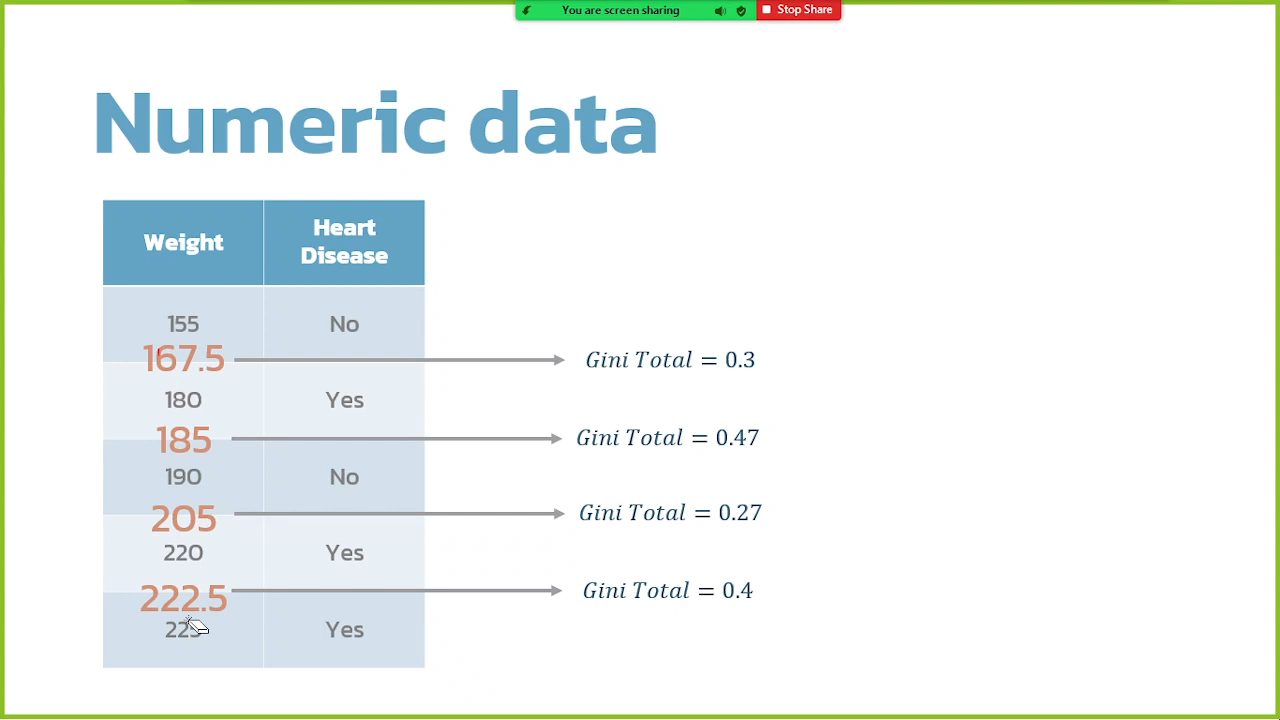 You are screen sharing
Stop Share
Numeric data
Weight
Heart
Disease
155
No
167.5
Gini Total = 0.3
180
Yes
185
Gini Total = 0.47
190
No
205
Gini Total = 0.27
220
Yes
222.5
Gini Total = 0.4
225
Yes